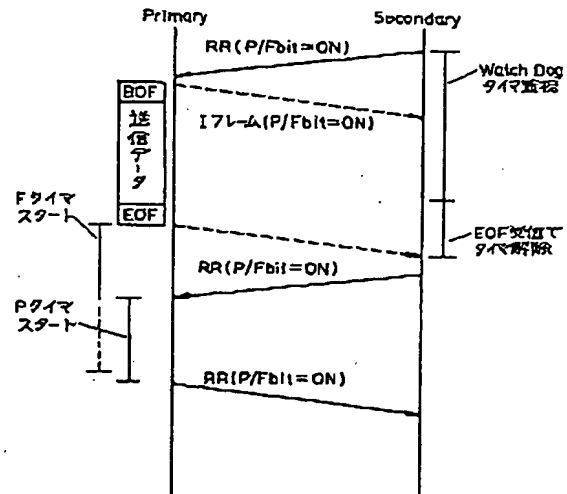 Primary
Secondary
RR(P/Fbit=ON)
Watch Dog
タイマ監視
BOF
送信データ
Iフレーム(P/Fbit=ON)
Fタイマ
スタート
EOF
EOF受信で
タイマ解除
RR(P/Fbit=ON)
Pタイマ
スタート
RR(P/Fbit=ON)